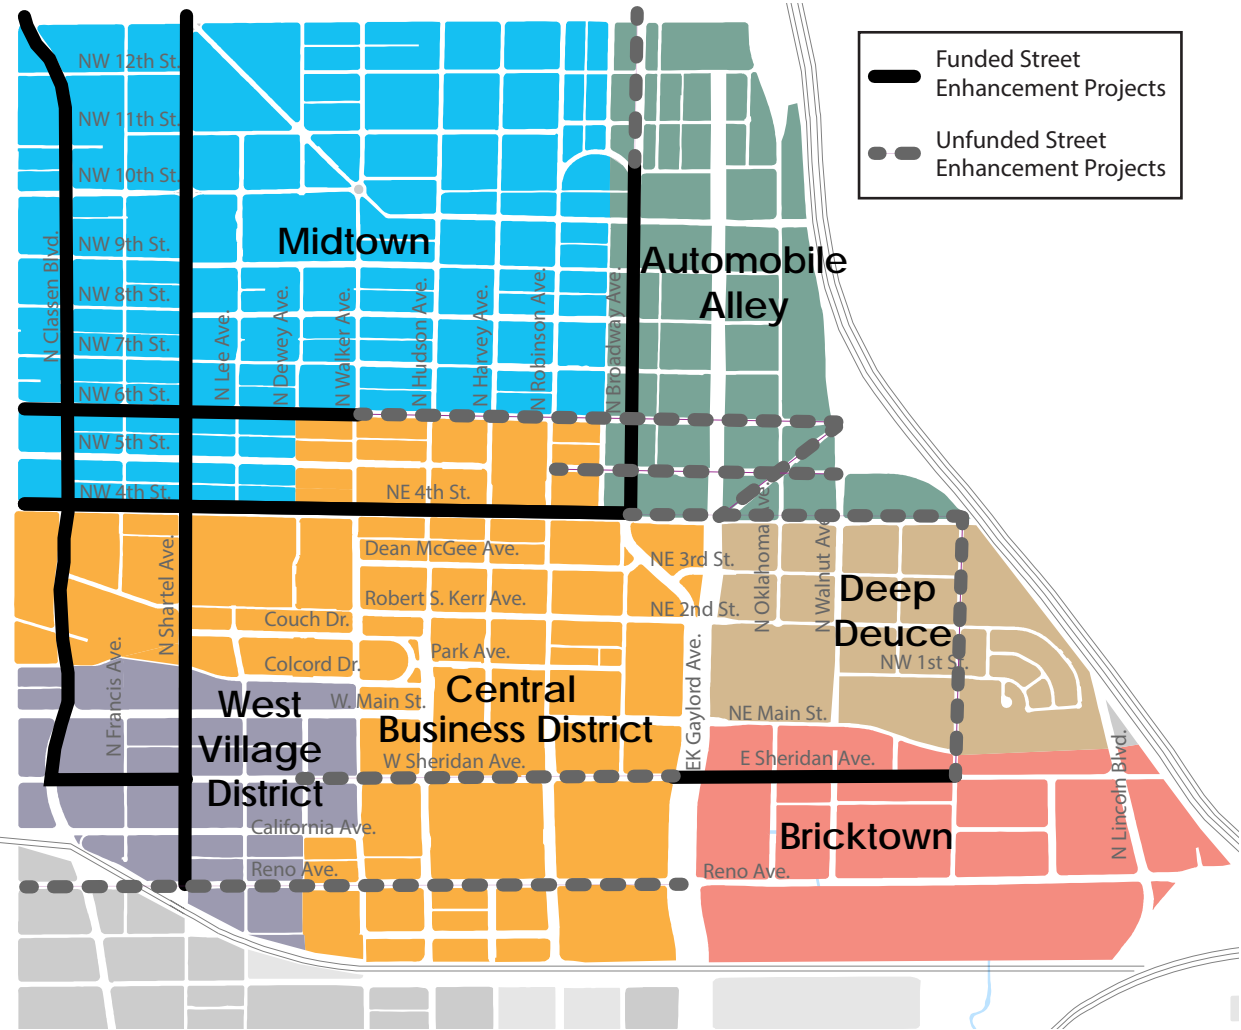 Funded Street
Enhancement Projects
Unfunded Street
Enhancement Projects
NW 12th St.
NW 11th St.
NW 10th St.
NW 9th St.
NW 8th St.
NW 7th St.
NW 6th St.
NW 5th St.
NW 4th St.
N Classen Blvd.
N Lee Ave.
N Dewey Ave.
N Walker Ave.
N Hudson Ave.
N Harvey Ave.
N Robinson Ave.
N Broadway Ave.
Midtown
Automobile
Alley
NE 4th St.
Dean McGee Ave.
Robert S. Kerr Ave.
Couch Dr.
Colcord Dr.
Park Ave.
W. Main St.
N Shartel Ave.
N Francis Ave.
NE 3rd St.
NE 2nd St.
N Oklahoma Ave.
N Walnut Ave.
Deep
Deuce
NW 1st St.
EK Gaylord Ave.
NE Main St.
West
Village
District
Central
Business District
W Sheridan Ave.
E Sheridan Ave.
California Ave.
Reno Ave.
Bricktown
Reno Ave.
N Lincoln Blvd.